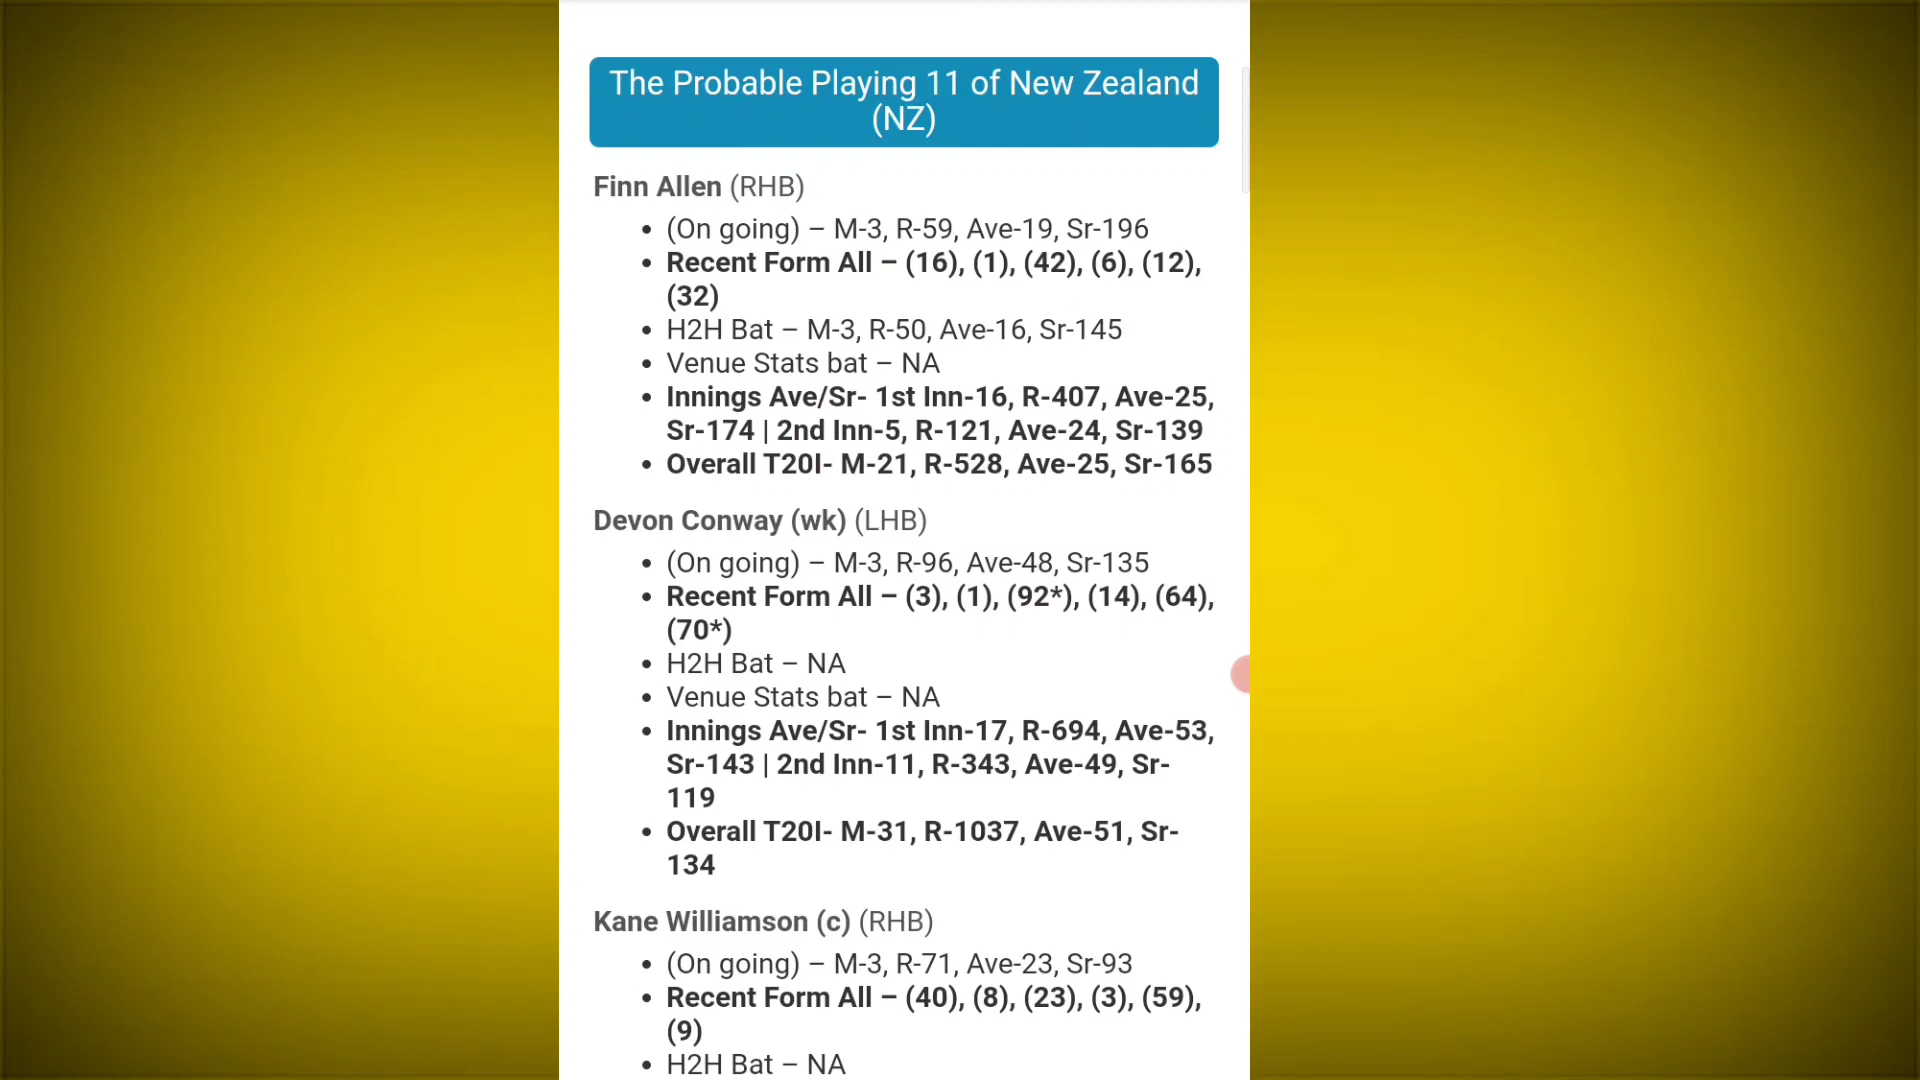 The Probable Playing 11 of New Zealand
(NZ)
Finn Allen (RHB)
• (On going) – M-3, R-59, Ave-19, Sr-196
• Recent Form All – (16), (1), (42), (6), (12),
(32)
• H2H Bat – M-3, R-50, Ave-16, Sr-145
• Venue Stats bat – NA
• Innings Ave/Sr- 1st Inn-16, R-407, Ave-25,
Sr-174 | 2nd Inn-5, R-121, Ave-24, Sr-139
• Overall T20I- M-21, R-528, Ave-25, Sr-165
Devon Conway (wk) (LHB)
• (On going) – M-3, R-96, Ave-48, Sr-135
• Recent Form All – (3), (1), (92*), (14), (64),
(70*)
• H2H Bat – NA
• Venue Stats bat – NA
• Innings Ave/Sr- 1st Inn-17, R-694, Ave-53,
Sr-143 | 2nd Inn-11, R-343, Ave-49, Sr-
119
• Overall T20I- M-31, R-1037, Ave-51, Sr-
134
Kane Williamson (c) (RHB)
• (On going) – M-3, R-71, Ave-23, Sr-93
• Recent Form All – (40), (8), (23), (3), (59),
(9)
• H2H Bat – NA